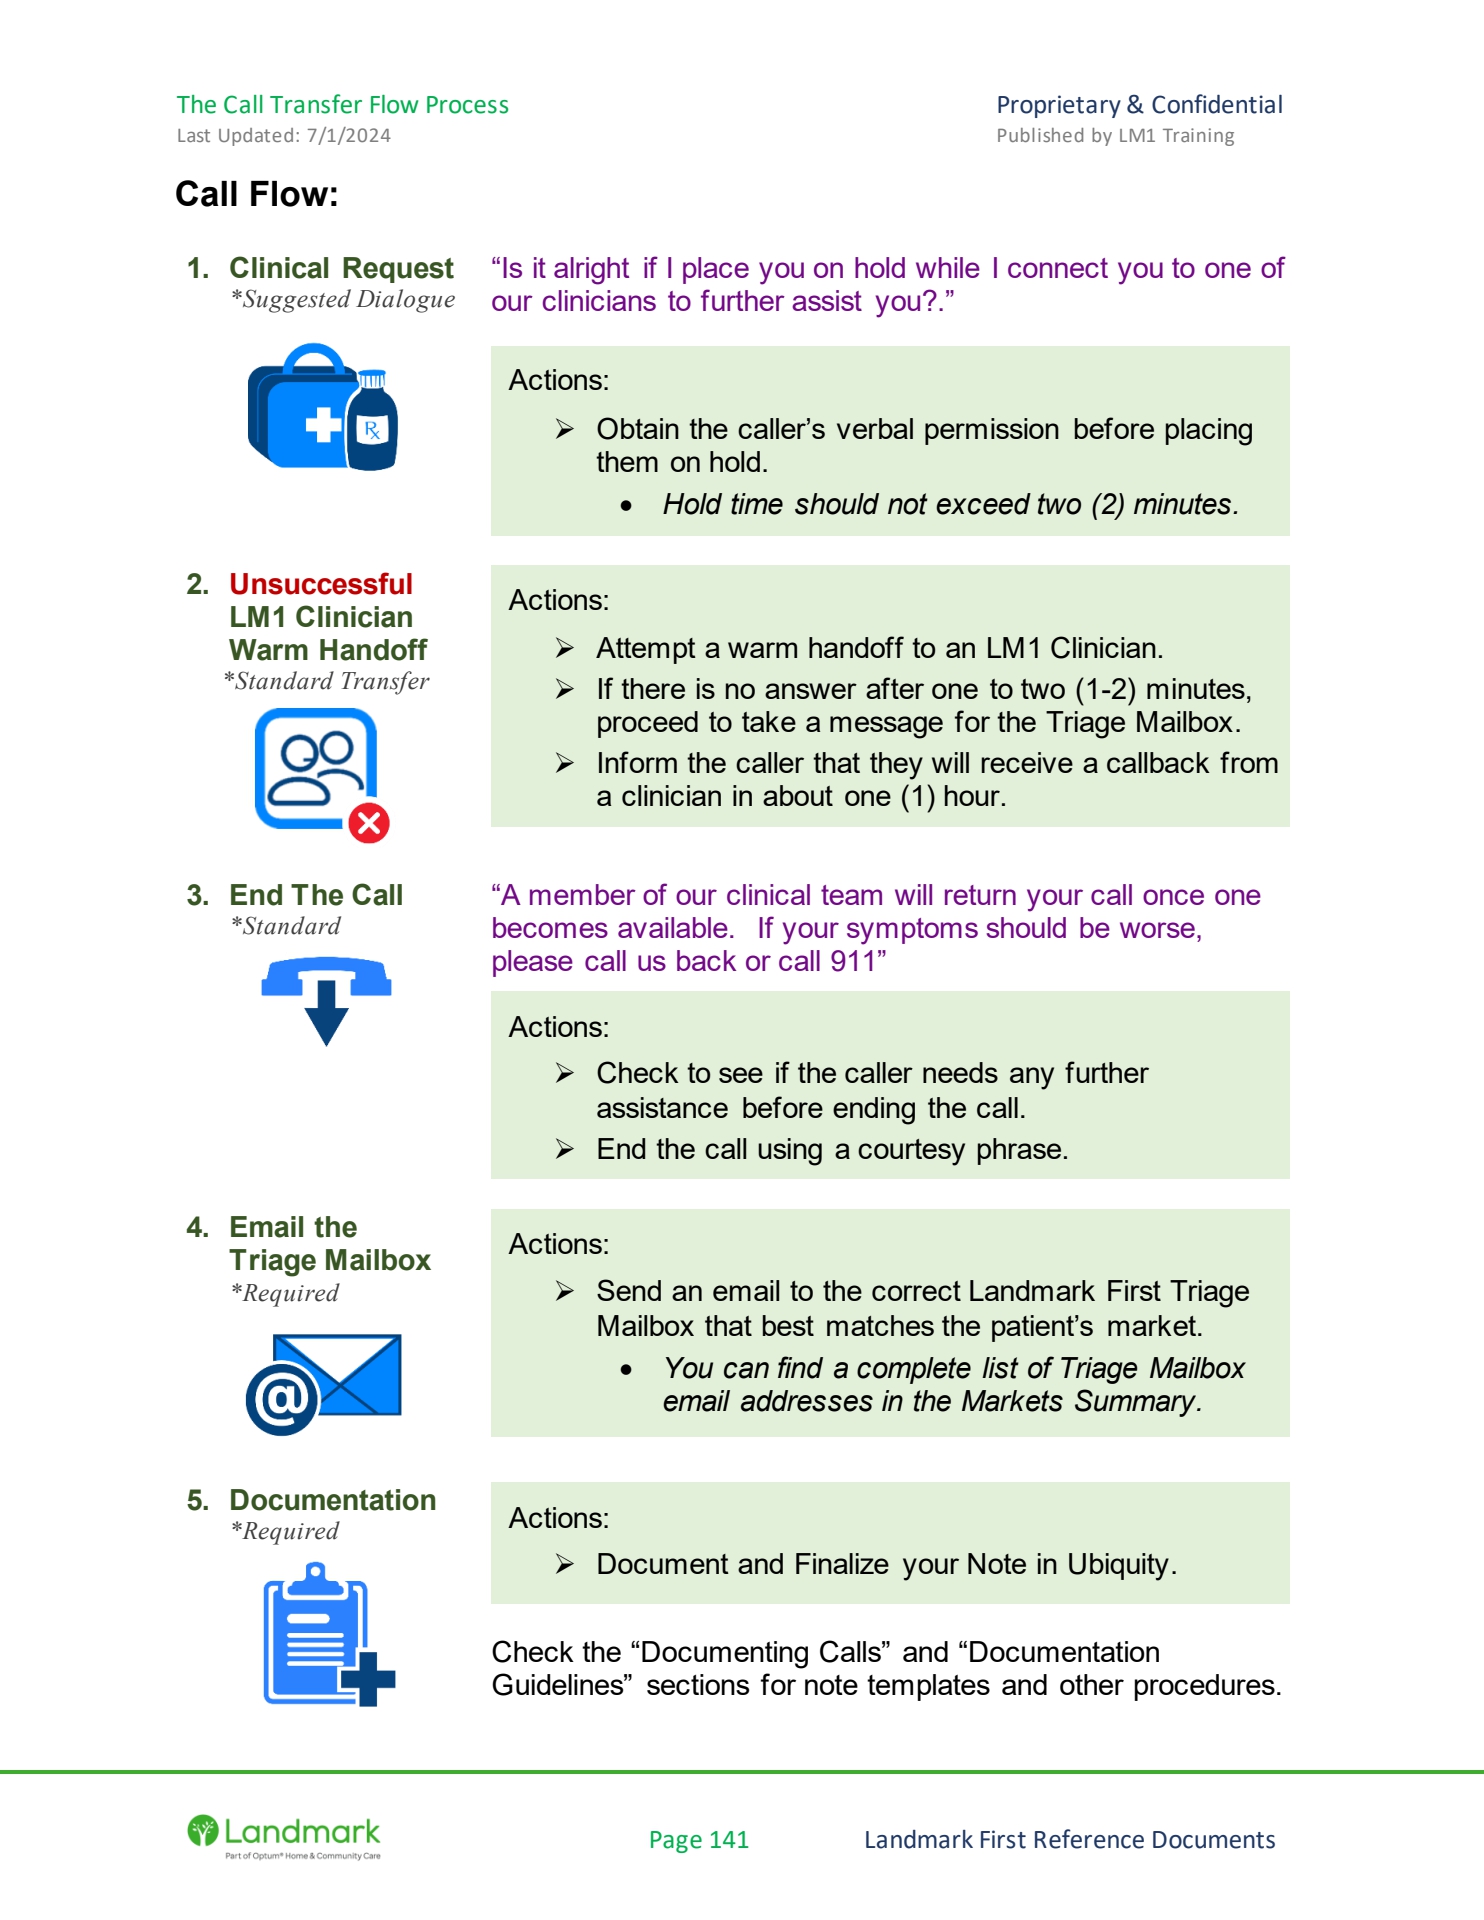 The Call Transfer Flow Process
Proprietary & Confidential
Last Updated: 7/1/2024
Published by LM1 Training
Call Flow:
1. Clinical Request
*Suggested Dialogue
“Is it alright if I place you on hold while I connect you to one of
our clinicians to further assist you?.”
Rx
Actions:
➢ Obtain the caller’s verbal permission before placing
them on hold.
• Hold time should not exceed two (2) minutes.
2. Unsuccessful
LM1 Clinician
Warm Handoff
*Standard Transfer
Actions:
➢ Attempt a warm handoff to an LM1 Clinician.
➢ If there is no answer after one to two (1-2) minutes,
proceed to take a message for the Triage Mailbox.
➢ Inform the caller that they will receive a callback from
a clinician in about one (1) hour.
3. End The Call
*Standard
“A member of our clinical team will return your call once one
becomes available. If your symptoms should be worse,
please call us back or call 911”
Actions:
➢ Check to see if the caller needs any further
assistance before ending the call.
➢ End the call using a courtesy phrase.
4. Email the
Triage Mailbox
*Required
@
Actions:
➢ Send an email to the correct Landmark First Triage
Mailbox that best matches the patient’s market.
• You can find a complete list of Triage Mailbox
email addresses in the Markets Summary.
5. Documentation
*Required
Actions:
➢ Document and Finalize your Note in Ubiquity.
Check the “Documenting Calls” and “Documentation
Guidelines” sections for note templates and other procedures.
Landmark
Part of Optum® Home & Community Care
Page 141
Landmark First Reference Documents